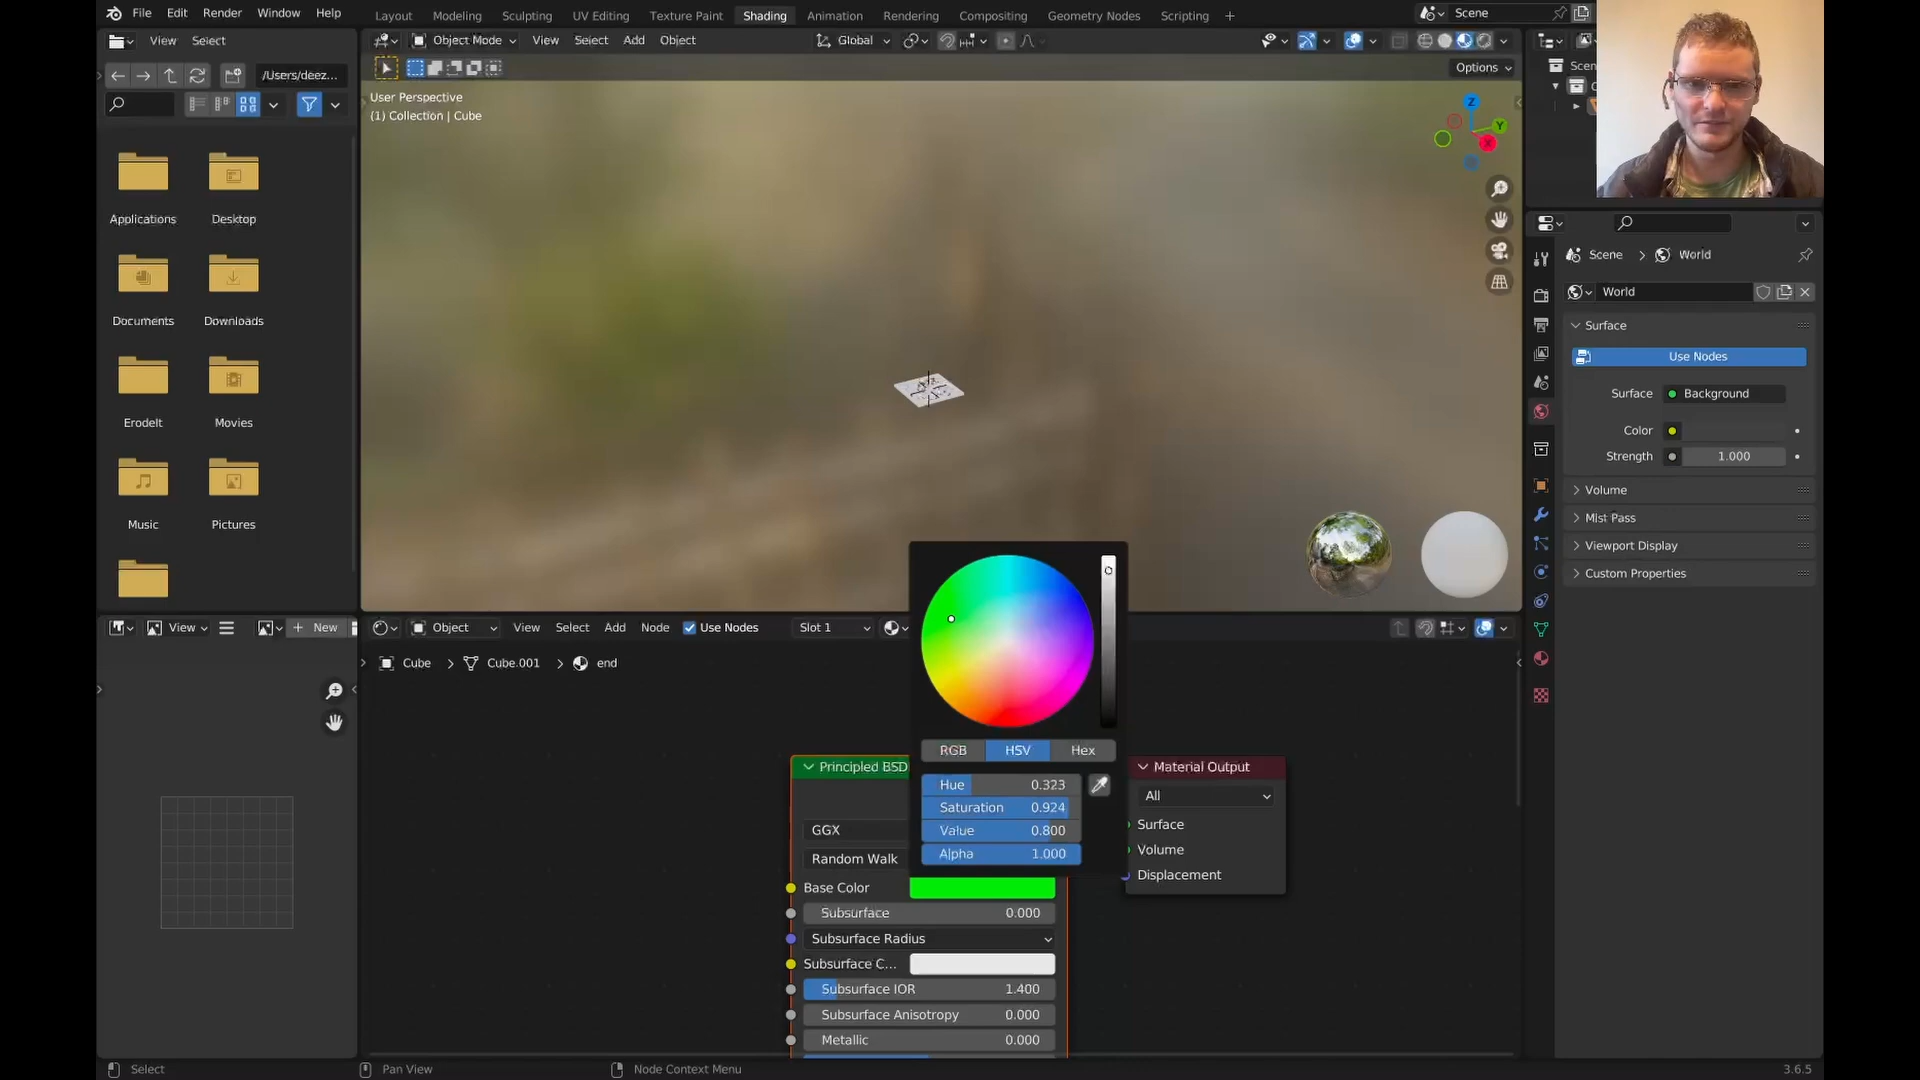 File Edit Render Window Help
Layout Modeling Sculpting UV Editing Texture Paint Shading Animation Rendering Compositing Geometry Nodes Scripting
Scene
View Select
Object Mode View Select Add Object
Global
/Users/deez...
Options
User Perspective
(1) Collection | Cube
Z
Y
X
Scen
Applications Desktop
Documents Downloads
Erodelt Movies
Music Pictures
Scene > World
World
Surface
Use Nodes
Surface Background
Color
Strength 1.000
Volume
Mist Pass
Viewport Display
Custom Properties
View New
Object View Select Add Node Use Nodes Slot 1
Cube > Cube.001 > end
RGB HSV Hex
Hue 0.323
Saturation 0.924
Value 0.800
Alpha 1.000
Principled BSD
GGX
Random Walk
Base Color
Subsurface 0.000
Subsurface Radius
Subsurface C...
Subsurface IOR 1.400
Subsurface Anisotropy 0.000
Metallic 0.000
Material Output
All
Surface
Volume
Displacement
Select Pan View Node Context Menu 3.6.5